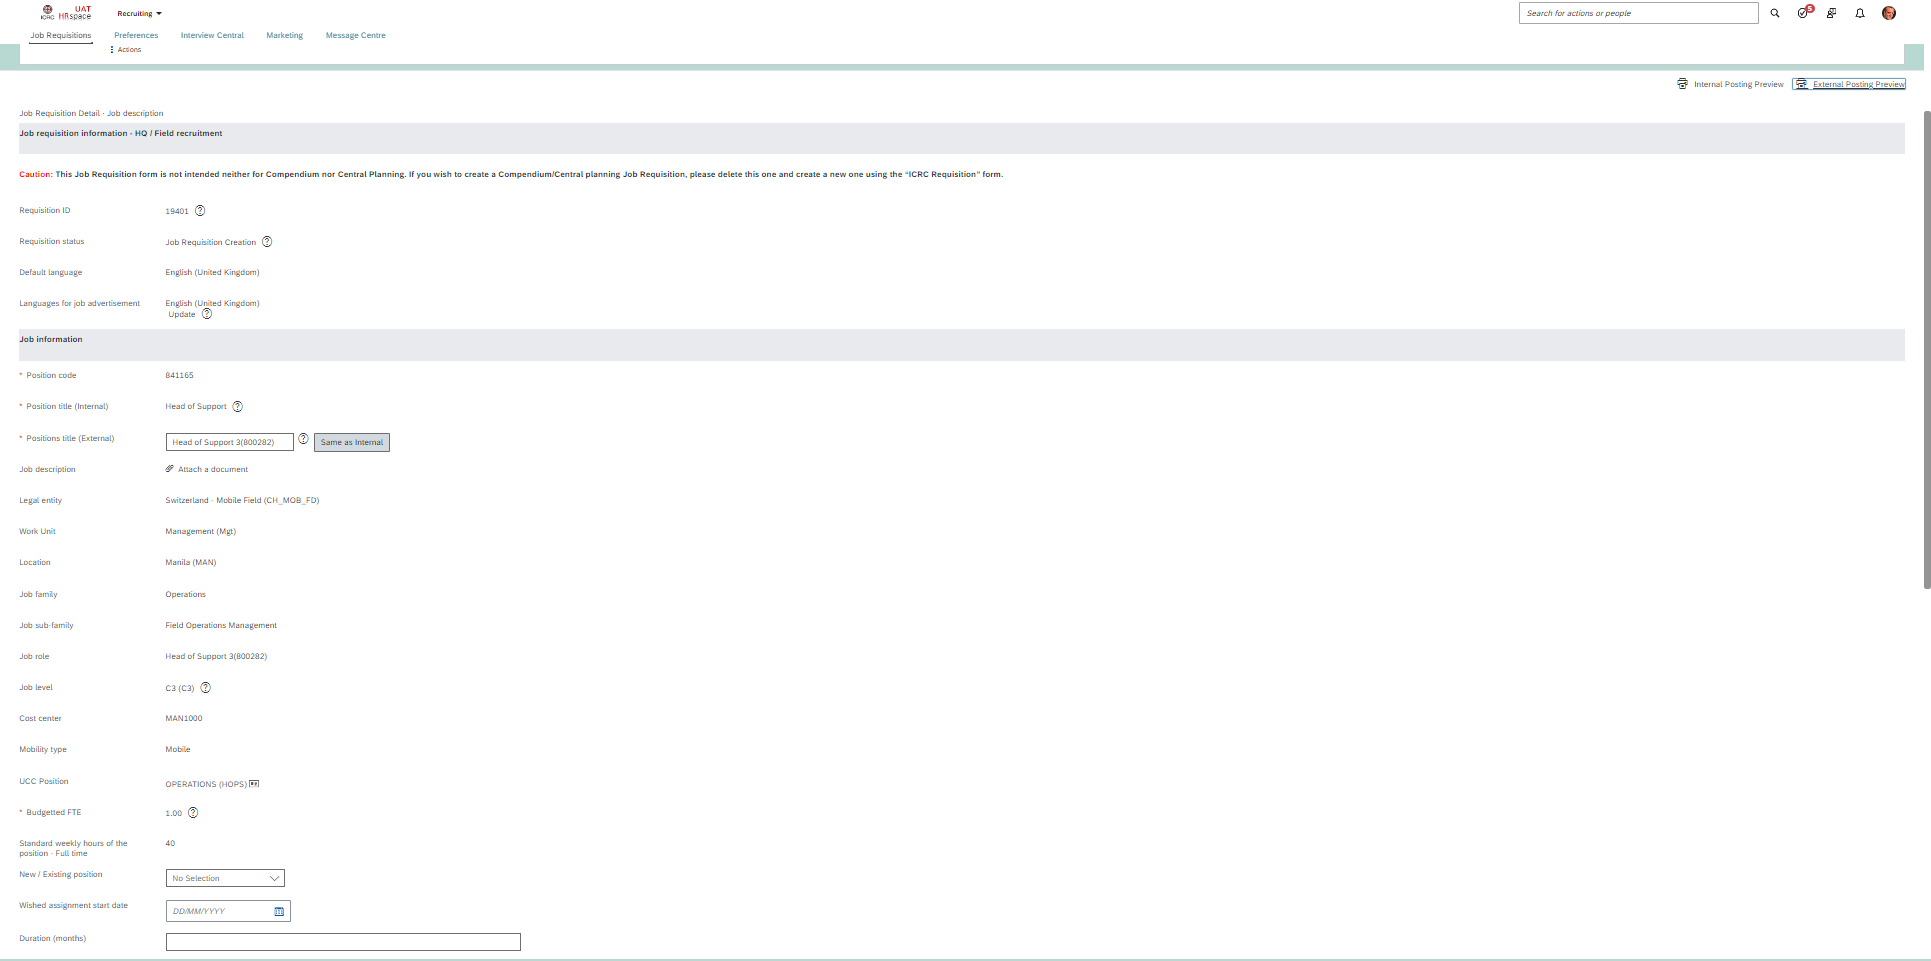 ICRC
UAT
HRspace
Recruiting
Search for actions or people
5
Job Requisitions
Preferences
Interview Central
Marketing
Message Centre
Actions
Internal Posting Preview
External Posting Preview
Job Requisition Detail - Job description
Job requisition information - HQ / Field recruitment
Caution: This Job Requisition form is not intended neither for Compendium nor Central Planning. If you wish to create a Compendium/Central planning Job Requisition, please delete this one and create a new one using the “ICRC Requisition” form.
Requisition ID 19401 ?
Requisition status Job Requisition Creation ?
Default language English (United Kingdom)
Languages for job advertisement English (United Kingdom)
Update ?
Job information
* Position code 841165
* Position title (Internal) Head of Support ?
* Positions title (External) Head of Support 3(800282) ? Same as Internal
Job description Attach a document
Legal entity Switzerland - Mobile Field (CH_MOB_FD)
Work Unit Management (Mgt)
Location Manila (MAN)
Job family Operations
Job sub-family Field Operations Management
Job role Head of Support 3(800282)
Job level C3 (C3) ?
Cost center MAN1000
Mobility type Mobile
UCC Position OPERATIONS (HOPS)
* Budgetted FTE 1.00 ?
Standard weekly hours of the 40
position - Full time
New / Existing position No Selection
Wished assignment start date DD/MM/YYYY
Duration (months)